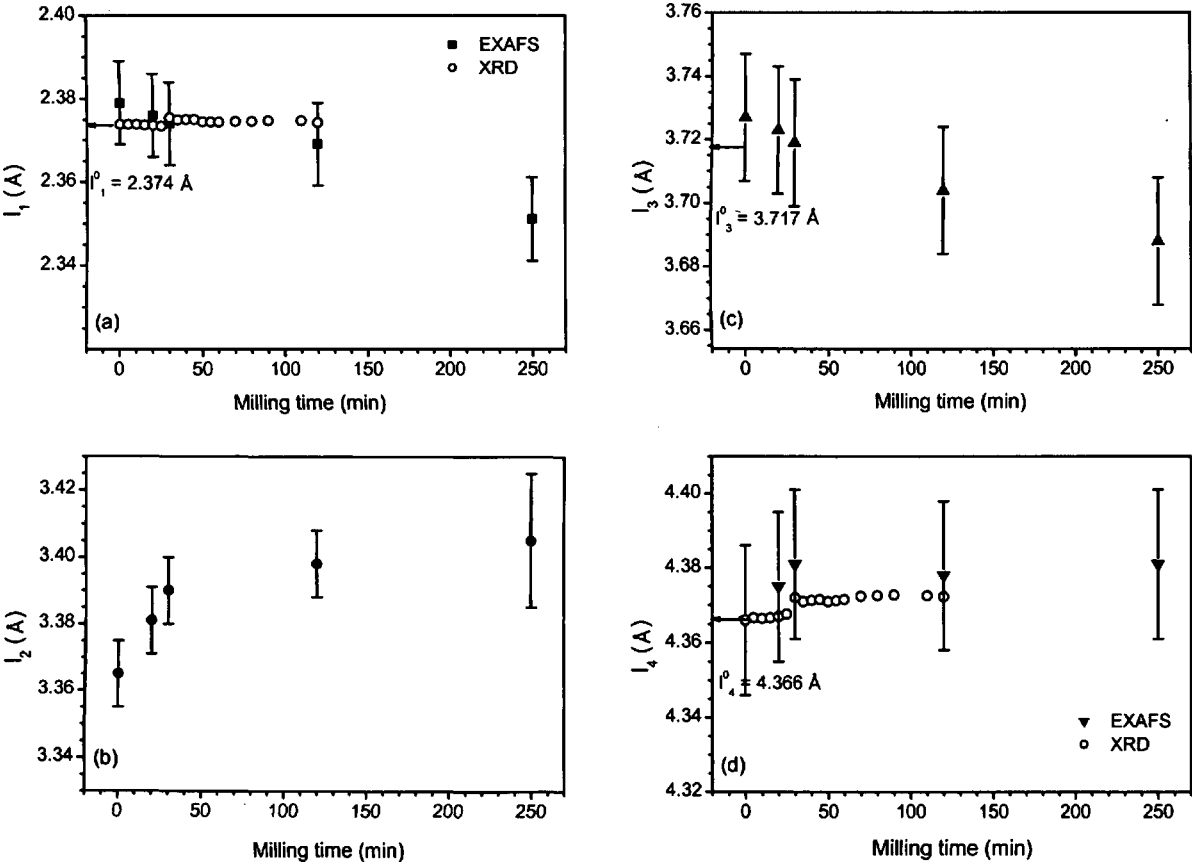 2.40
2.38
2.36
2.34
l₁ (Å)
EXAFS
XRD
l⁰₁ = 2.374 Å
(a)
0 50 100 150 200 250
Milling time (min)
3.76
3.74
3.72
3.70
3.68
3.66
l₃ (Å)
l⁰₃ = 3.717 Å
(c)
0 50 100 150 200 250
Milling time (min)
3.42
3.40
3.38
3.36
3.34
l₂ (Å)
(b)
0 50 100 150 200 250
Milling time (min)
4.40
4.38
4.36
4.34
4.32
l₄ (Å)
l⁰₄ = 4.366 Å
EXAFS
XRD
(d)
0 50 100 150 200 250
Milling time (min)